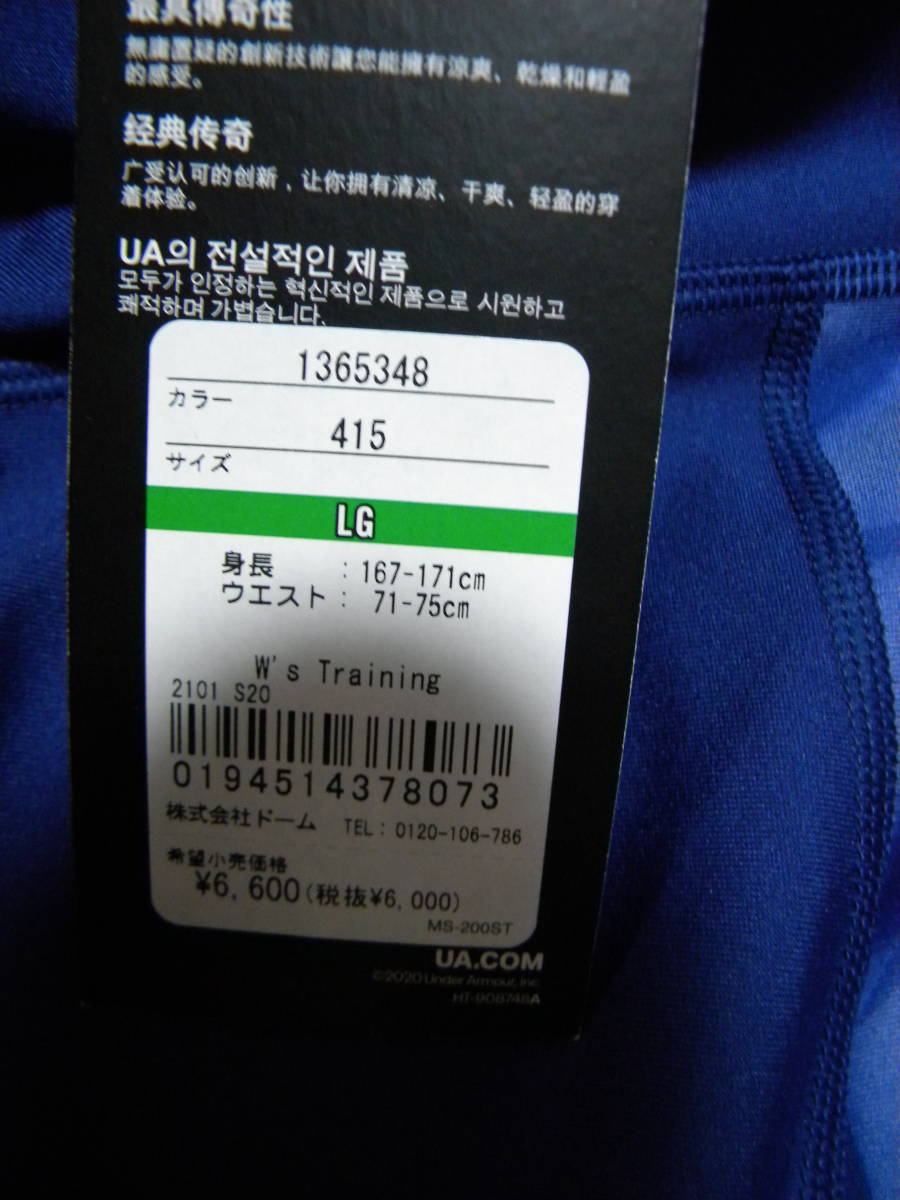 最具傳奇性
無庸置疑的創新技術讓您能擁有涼爽、乾燥和輕盈
的感受。
经典传奇
广受认可的创新，让你拥有清凉、干爽、轻盈的穿
着体验。
UA의 전설적인 제품
모두가 인정하는 혁신적인 제품으로 시원하고
쾌적하며 가볍습니다.
1365348
カラー
415
サイズ
LG
身長 : 167-171cm
ウエスト : 71-75cm
W's Training
2101 S20
0194514378073
株式会社ドーム TEL: 0120-106-786
希望小売価格
¥6,600(税抜¥6,000)
MS-200ST
UA.COM
©2020 Under Armour, Inc.
HT-908748A